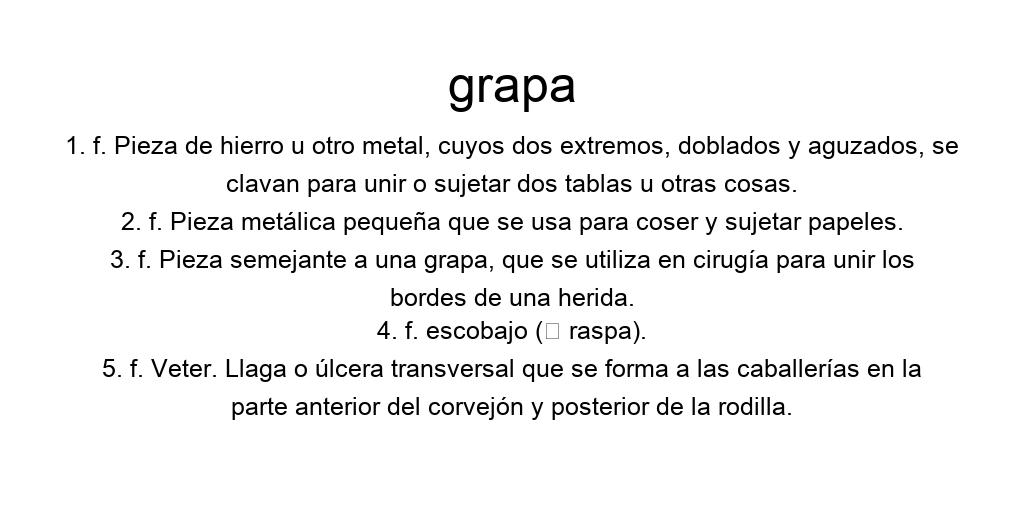 grapa
1. f. Pieza de hierro u otro metal, cuyos dos extremos, doblados y aguzados, se
clavan para unir o sujetar dos tablas u otras cosas.
2. f. Pieza metálica pequeña que se usa para coser y sujetar papeles.
3. f. Pieza semejante a una grapa, que se utiliza en cirugía para unir los
bordes de una herida.
4. f. escobajo (▯ raspa).
5. f. Veter. Llaga o úlcera transversal que se forma a las caballerías en la
parte anterior del corvejón y posterior de la rodilla.